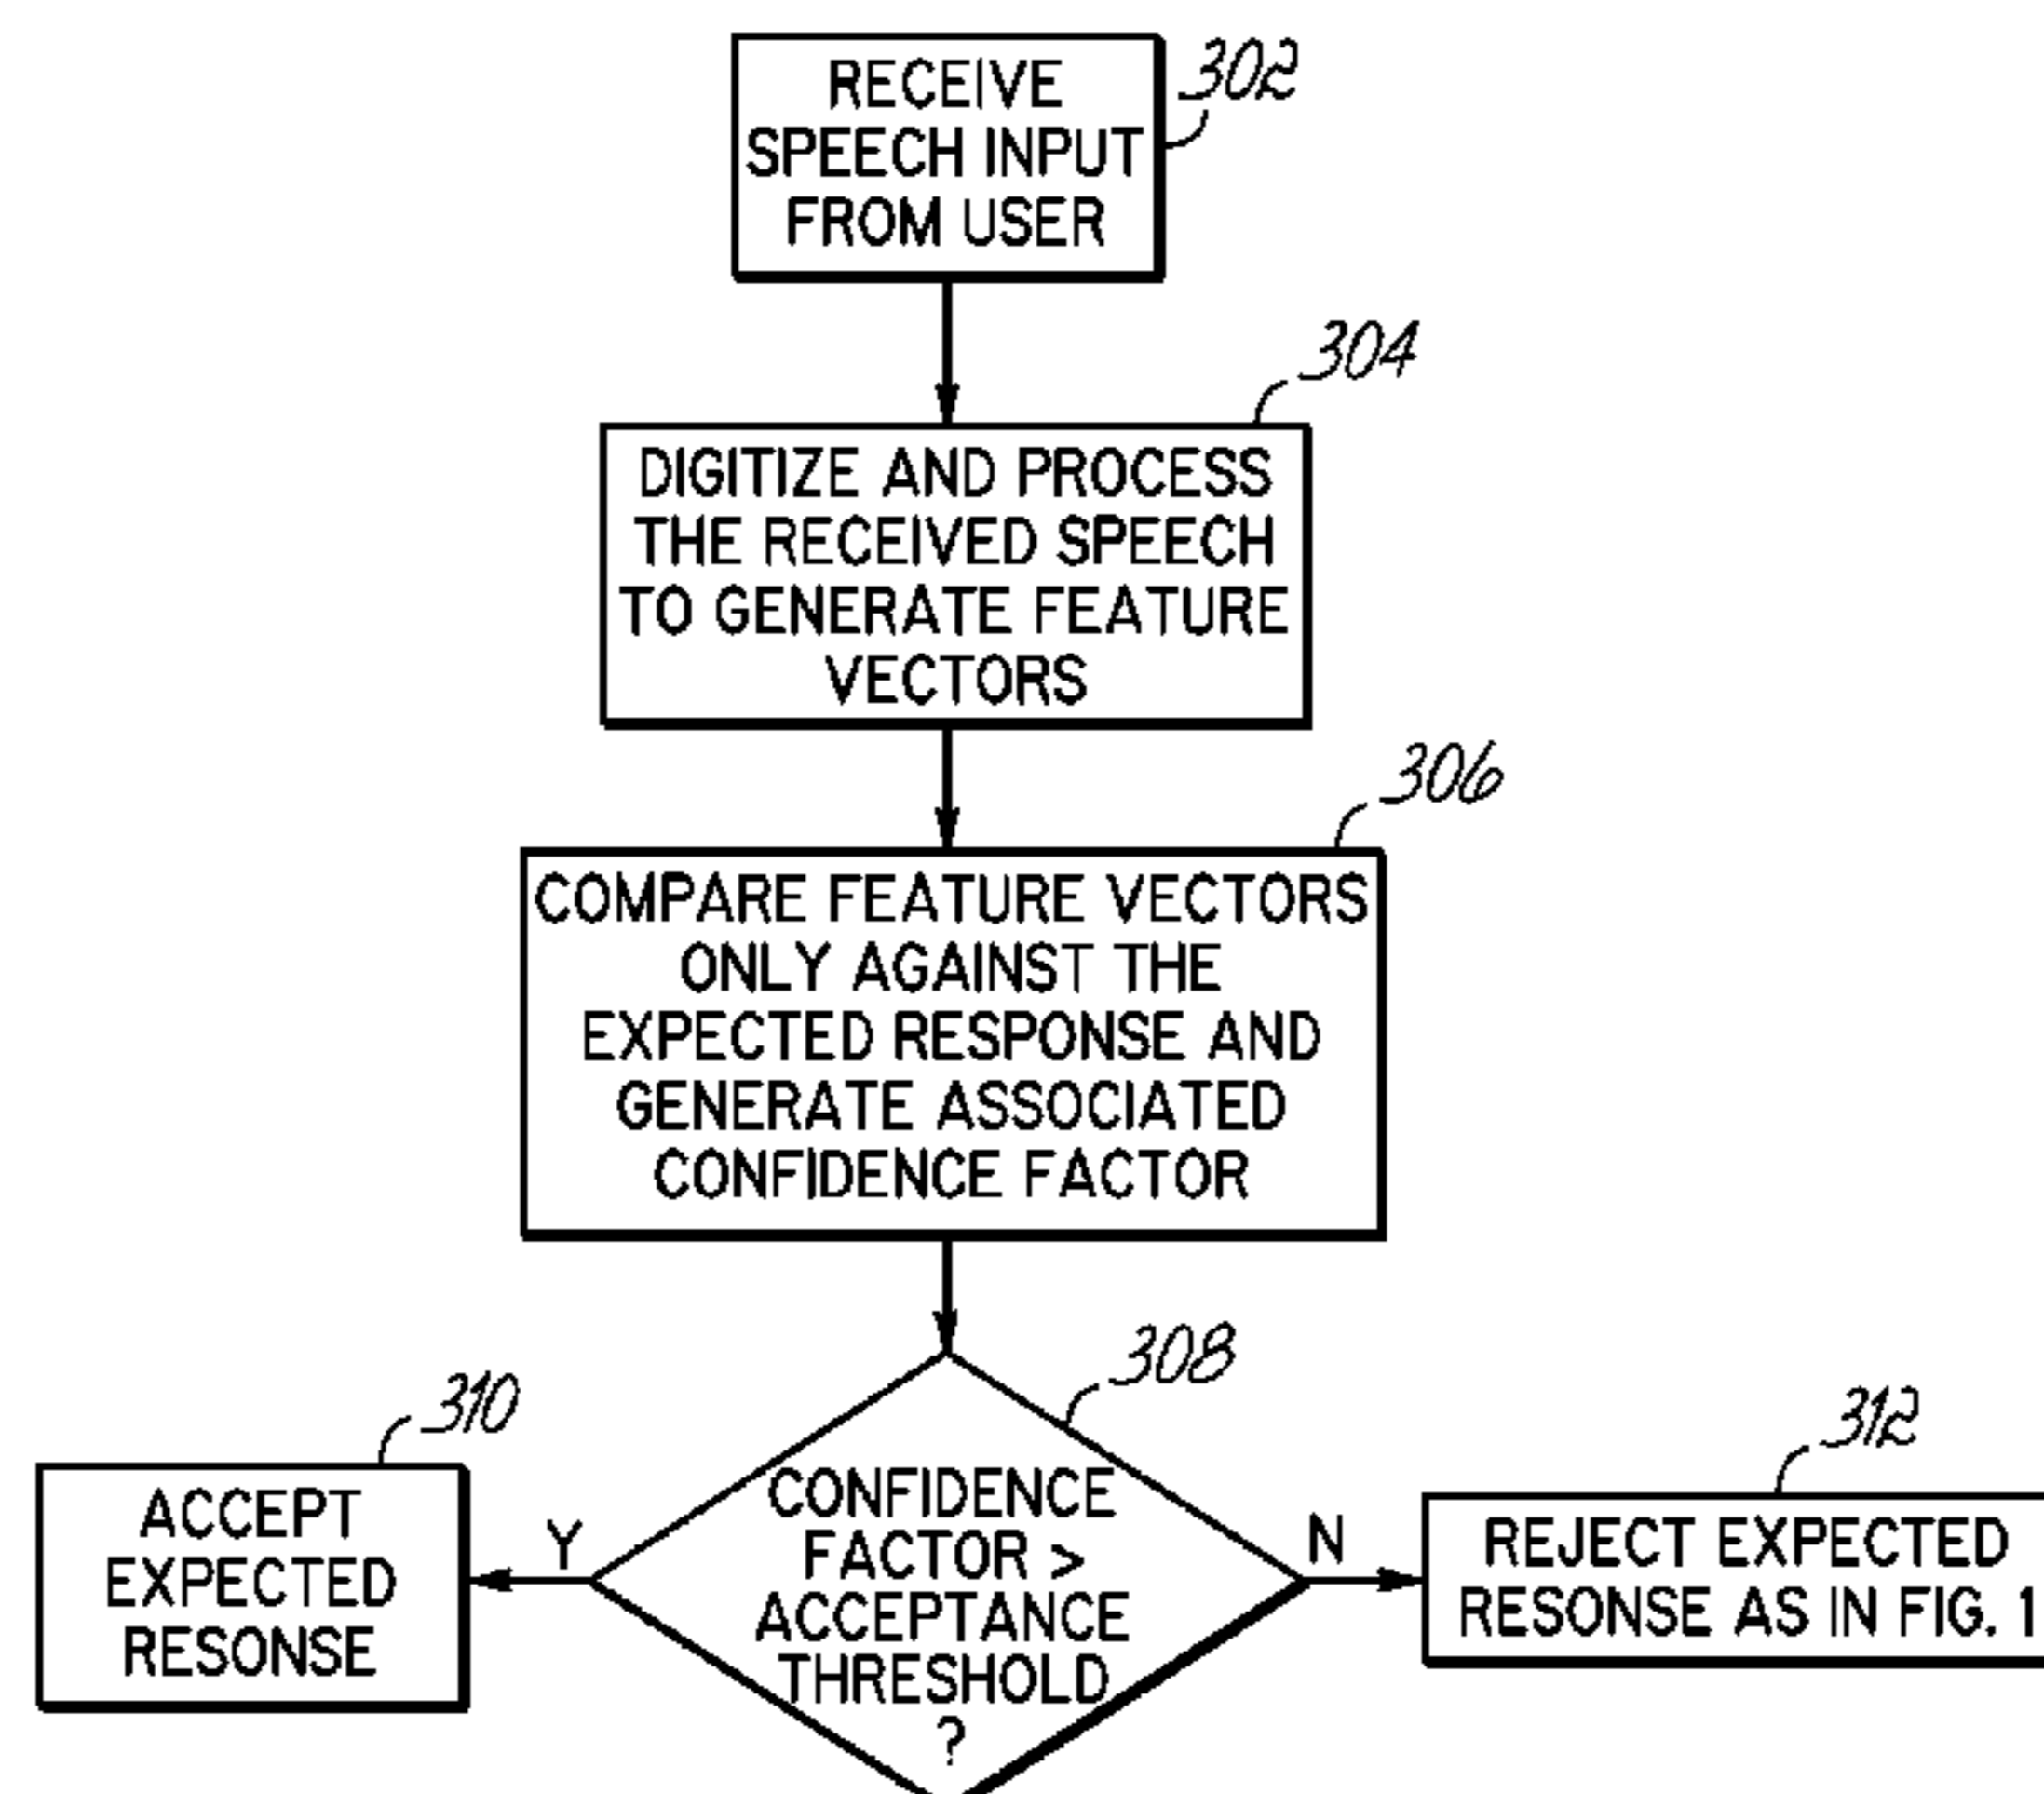 RECEIVE
SPEECH INPUT
FROM USER
302
304
DIGITIZE AND PROCESS
THE RECEIVED SPEECH
TO GENERATE FEATURE
VECTORS
306
COMPARE FEATURE VECTORS
ONLY AGAINST THE
EXPECTED RESPONSE AND
GENERATE ASSOCIATED
CONFIDENCE FACTOR
308
CONFIDENCE
FACTOR >
ACCEPTANCE
THRESHOLD
?
Y
310
ACCEPT
EXPECTED
RESONSE
N
312
REJECT EXPECTED
RESONSE AS IN FIG. 1